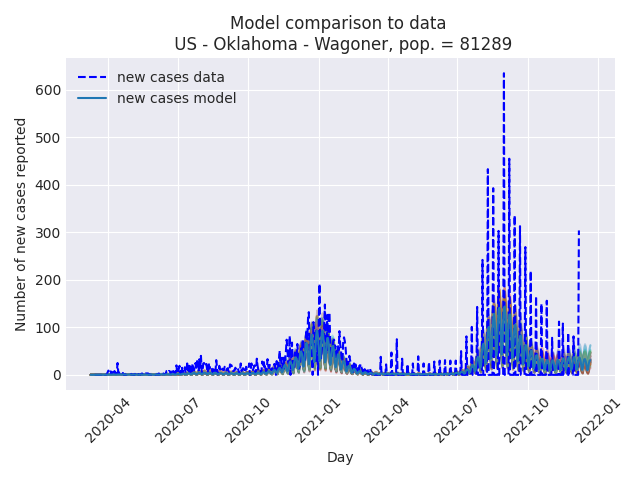 Model comparison to data
US - Oklahoma - Wagoner, pop. = 81289
new cases data
new cases model
Number of new cases reported
600
500
400
300
200
100
0
2020-04
2020-07
2020-10
2021-01
2021-04
2021-07
2021-10
2022-01
Day